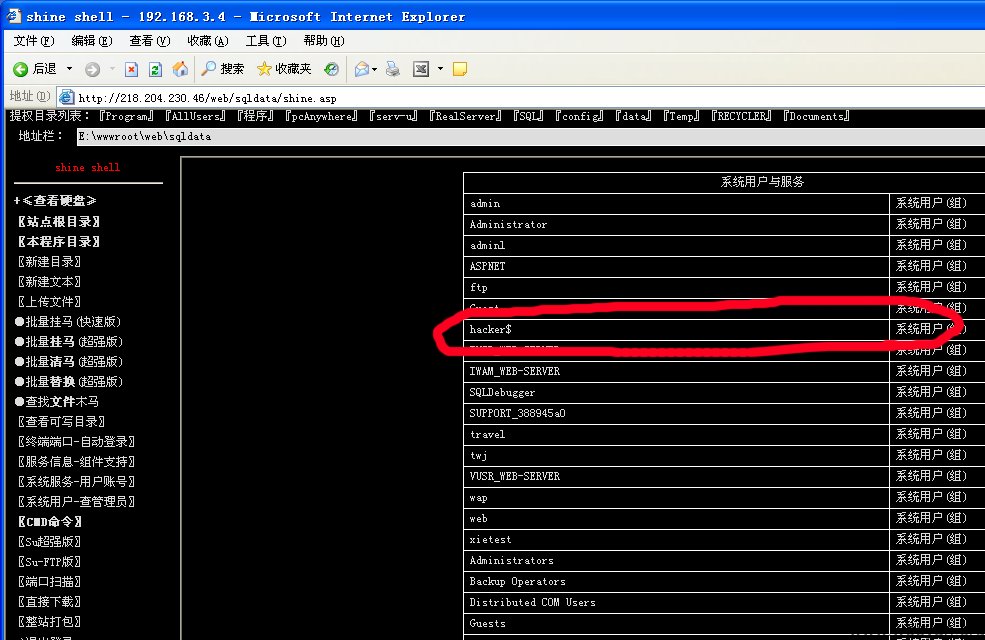 shine shell - 192.168.3.4 - Microsoft Internet Explorer
文件(F) 编辑(E) 查看(V) 收藏(A) 工具(T) 帮助(H)
后退 搜索 收藏夹
地址(D) http://218.204.230.46/web/sqldata/shine.asp
提权目录列表: 『Program』 『AllUsers』 『程序』 『pcAnywhere』 『serv-u』 『RealServer』 『SQL』 『config』 『data』 『Temp』 『RECYCLER』 『Documents』
地址栏: E:\wwwroot\web\sqldata
shine shell
+≪查看硬盘≫
〖站点根目录〗
〖本程序目录〗
〖新建目录〗
〖新建文本〗
〖上传文件〗
●批量挂马(快速版)
●批量挂马(超强版)
●批量清马(超强版)
●批量替换(超强版)
●查找文件木马
〖查看可写目录〗
〖终端端口-自动登录〗
〖服务信息-组件支持〗
〖系统服务-用户账号〗
〖系统用户-查管理员〗
〖CMD命令〗
〖Su超强版〗
〖Su-FTP版〗
〖端口扫描〗
〖直接下载〗
〖整站打包〗
系统用户与服务
admin 系统用户(组)
Administrator 系统用户(组)
admin1 系统用户(组)
ASPNET 系统用户(组)
ftp 系统用户(组)
Guest 系统用户(组)
hacker$ 系统用户(组)
系统用户(组)
IWAM_WEB-SERVER 系统用户(组)
SQLDebugger 系统用户(组)
SUPPORT_388945a0 系统用户(组)
travel 系统用户(组)
twj 系统用户(组)
VUSR_WEB-SERVER 系统用户(组)
wap 系统用户(组)
web 系统用户(组)
xietest 系统用户(组)
Administrators 系统用户(组)
Backup Operators 系统用户(组)
Distributed COM Users 系统用户(组)
Guests 系统用户(组)